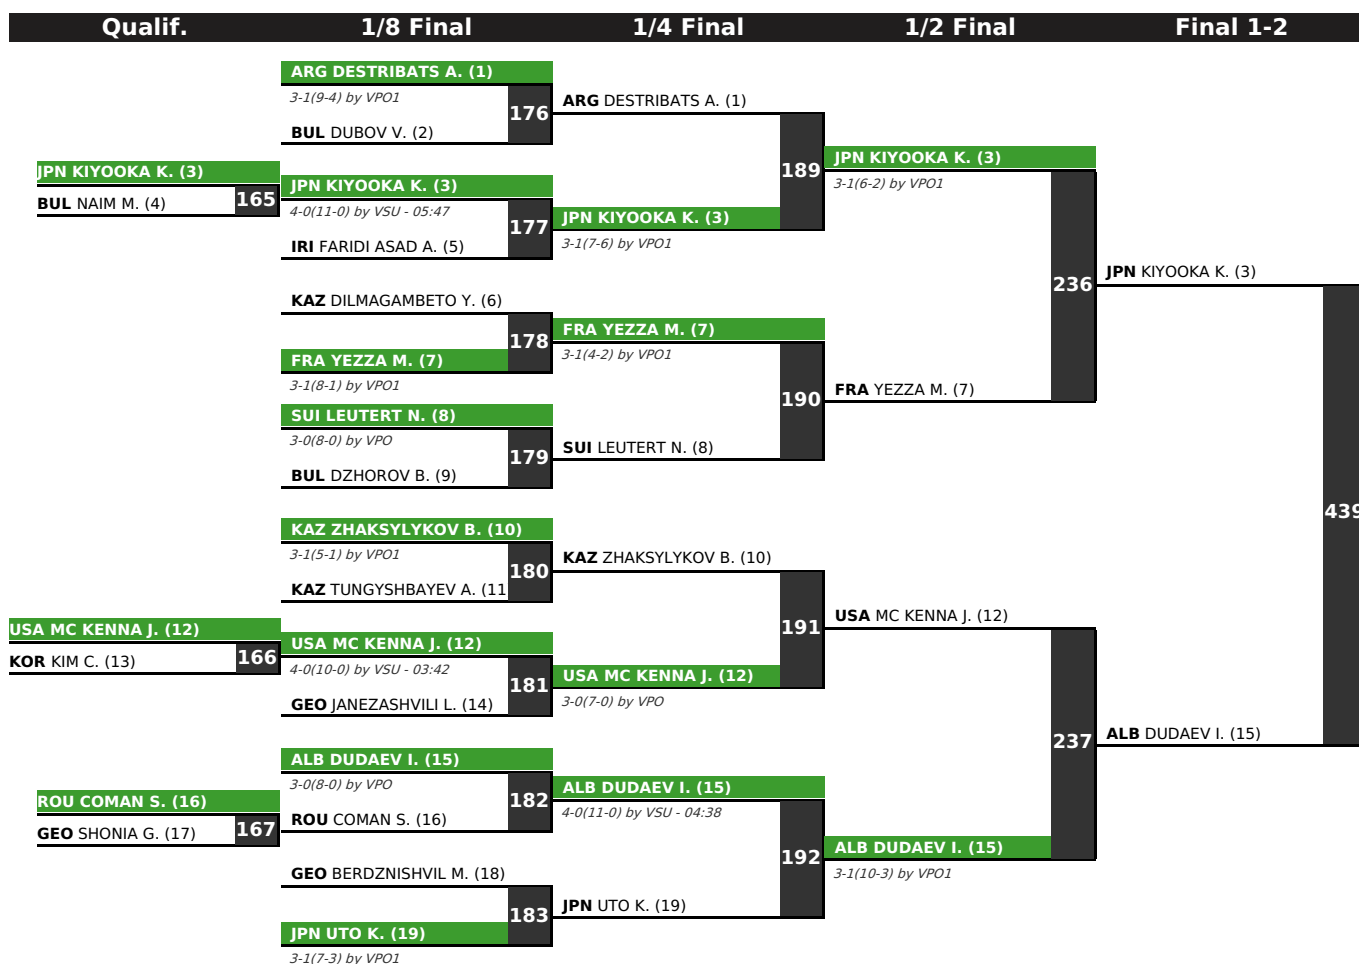 Qualif.
1/8 Final
1/4 Final
1/2 Final
Final 1-2
JPN KIYOOKA K. (3)
BUL NAIM M. (4)
165
USA MC KENNA J. (12)
KOR KIM C. (13)
166
ROU COMAN S. (16)
GEO SHONIA G. (17)
167
ARG DESTRIBATS A. (1)
3-1(9-4) by VPO1
BUL DUBOV V. (2)
176
JPN KIYOOKA K. (3)
4-0(11-0) by VSU - 05:47
IRI FARIDI ASAD A. (5)
177
KAZ DILMAGAMBETO Y. (6)
FRA YEZZA M. (7)
3-1(8-1) by VPO1
178
SUI LEUTERT N. (8)
3-0(8-0) by VPO
BUL DZHOROV B. (9)
179
KAZ ZHAKSYLYKOV B. (10)
3-1(5-1) by VPO1
KAZ TUNGYSHBAYEV A. (11
180
USA MC KENNA J. (12)
4-0(10-0) by VSU - 03:42
GEO JANEZASHVILI L. (14)
181
ALB DUDAEV I. (15)
3-0(8-0) by VPO
ROU COMAN S. (16)
182
GEO BERDZNISHVIL M. (18)
JPN UTO K. (19)
3-1(7-3) by VPO1
183
ARG DESTRIBATS A. (1)
JPN KIYOOKA K. (3)
3-1(7-6) by VPO1
189
FRA YEZZA M. (7)
3-1(4-2) by VPO1
SUI LEUTERT N. (8)
190
KAZ ZHAKSYLYKOV B. (10)
USA MC KENNA J. (12)
3-0(7-0) by VPO
191
ALB DUDAEV I. (15)
4-0(11-0) by VSU - 04:38
JPN UTO K. (19)
192
JPN KIYOOKA K. (3)
3-1(6-2) by VPO1
FRA YEZZA M. (7)
236
USA MC KENNA J. (12)
ALB DUDAEV I. (15)
3-1(10-3) by VPO1
237
JPN KIYOOKA K. (3)
ALB DUDAEV I. (15)
439